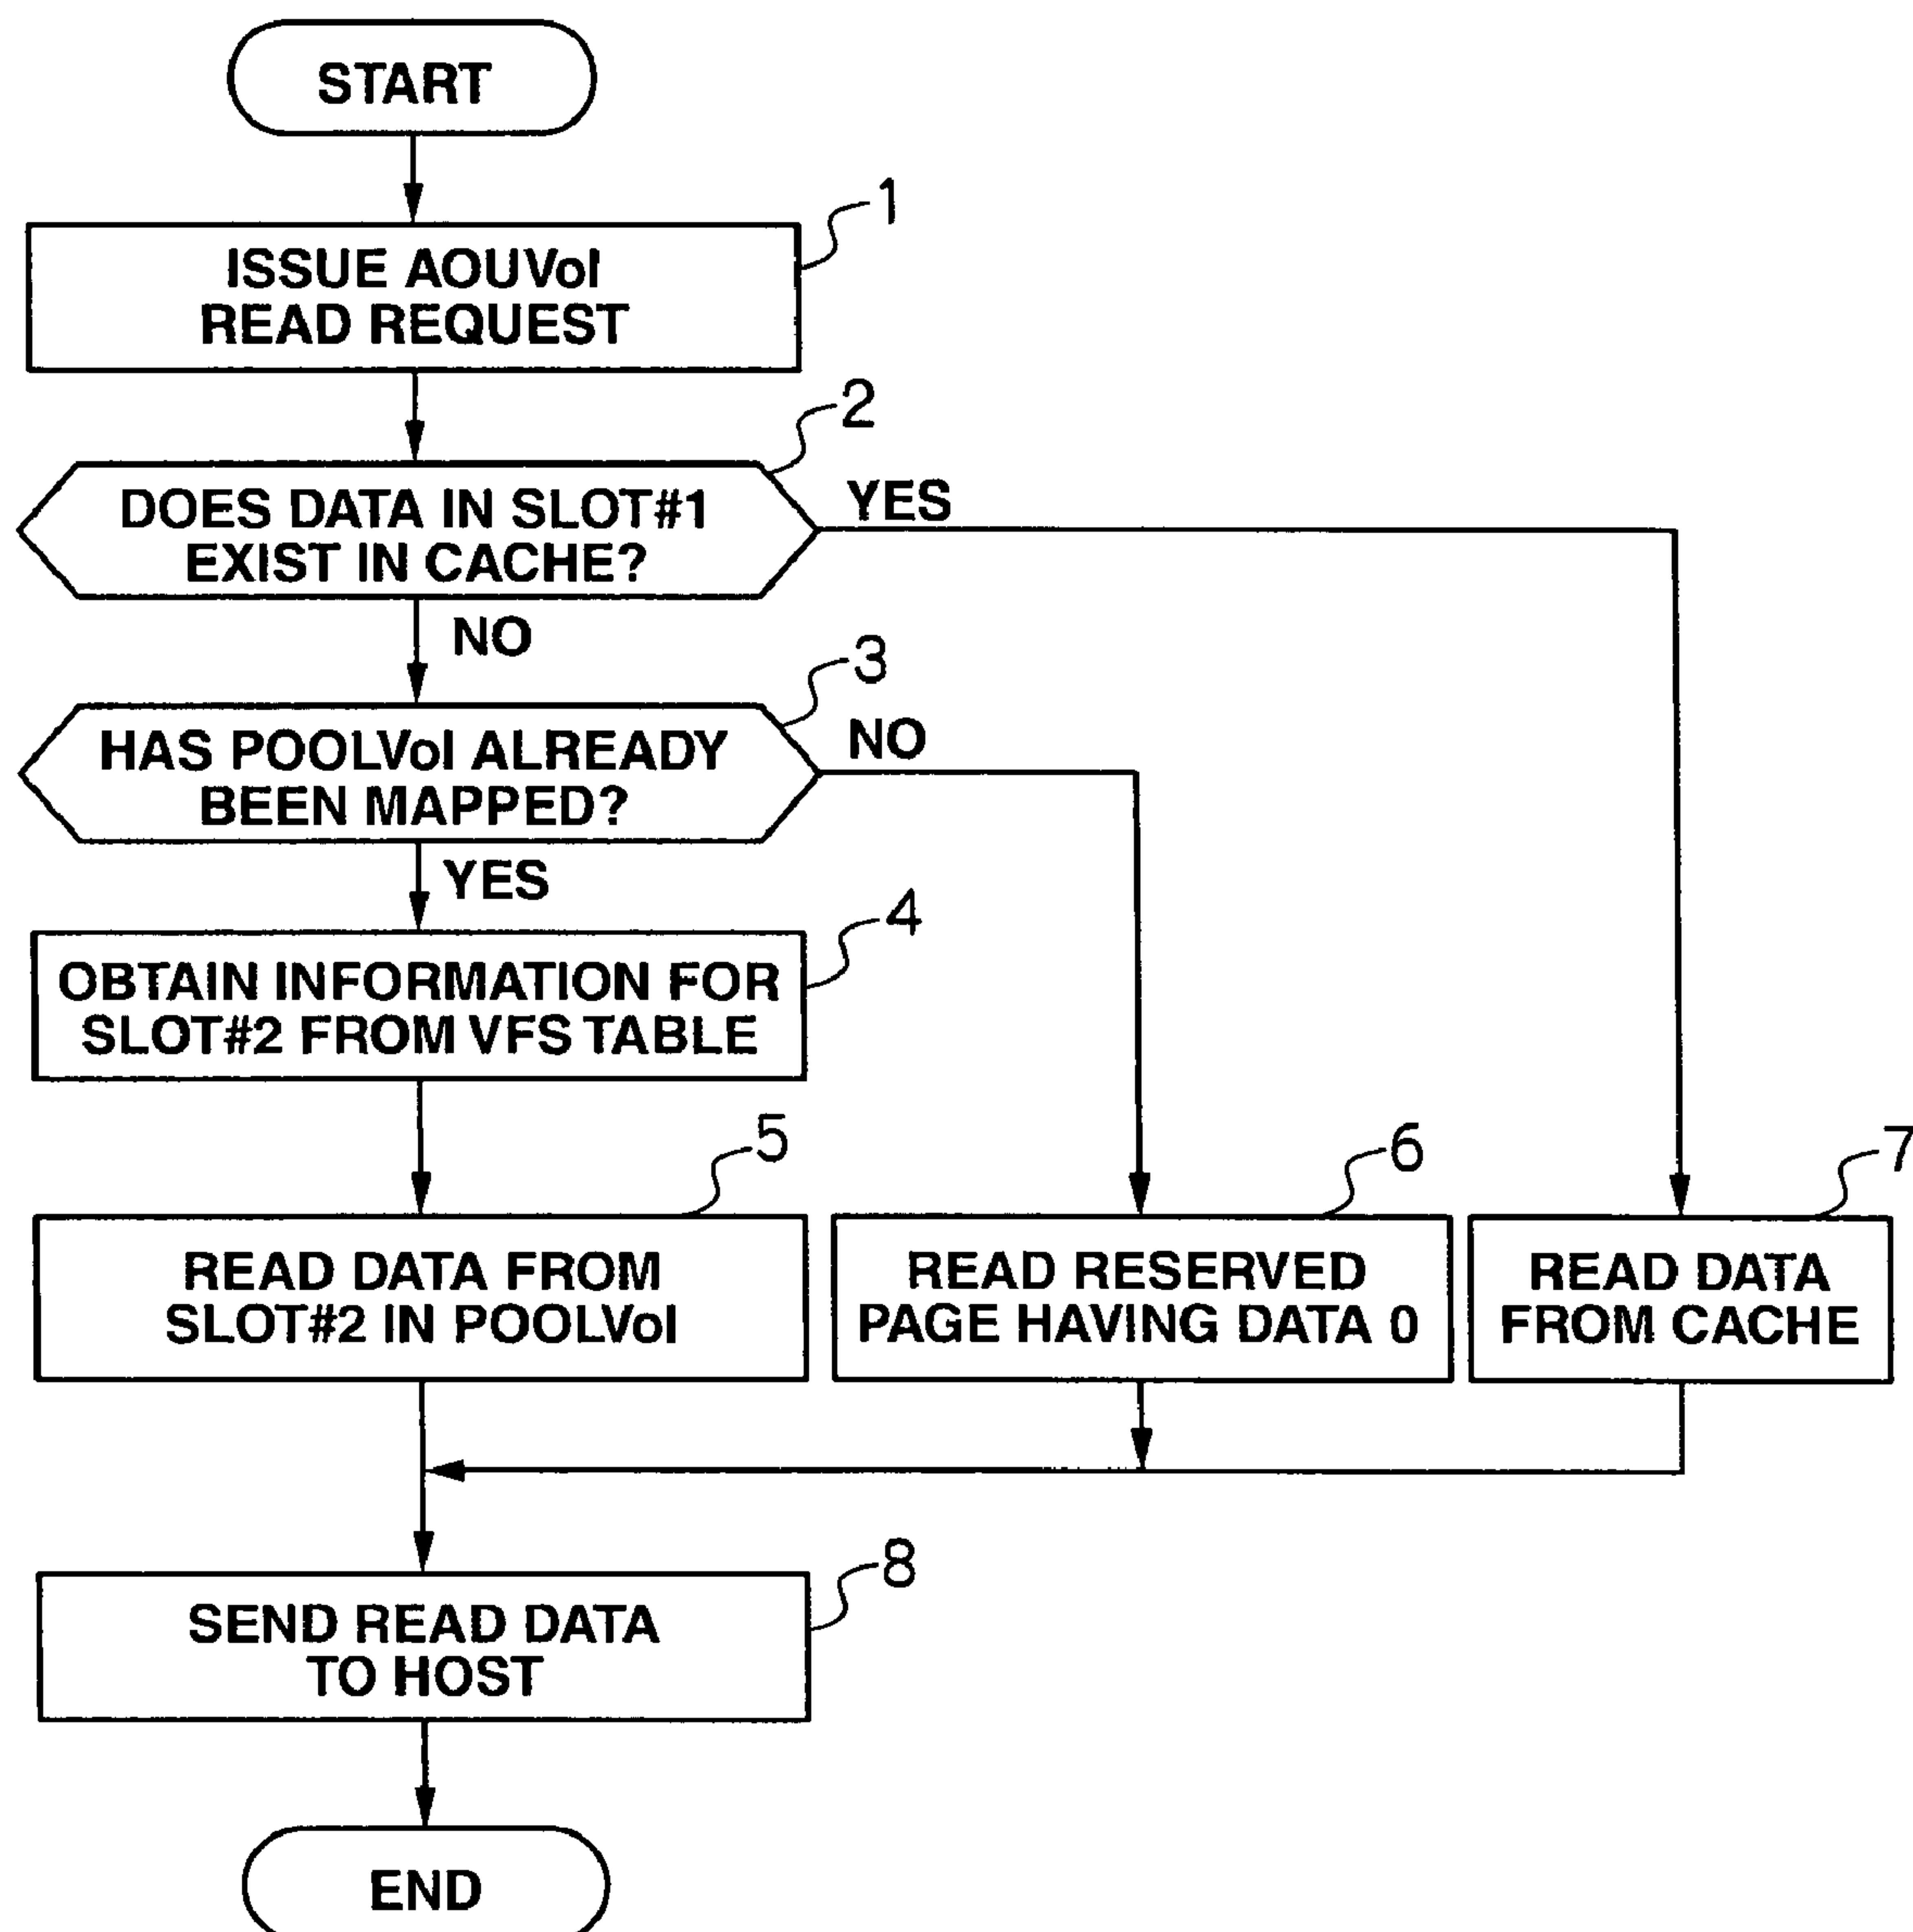 START
1
ISSUE AOUVol
READ REQUEST
2
DOES DATA IN SLOT#1
EXIST IN CACHE?
YES
NO
3
HAS POOLVol ALREADY
BEEN MAPPED?
NO
YES
4
OBTAIN INFORMATION FOR
SLOT#2 FROM VFS TABLE
5
READ DATA FROM
SLOT#2 IN POOLVol
6
READ RESERVED
PAGE HAVING DATA 0
7
READ DATA
FROM CACHE
8
SEND READ DATA
TO HOST
END